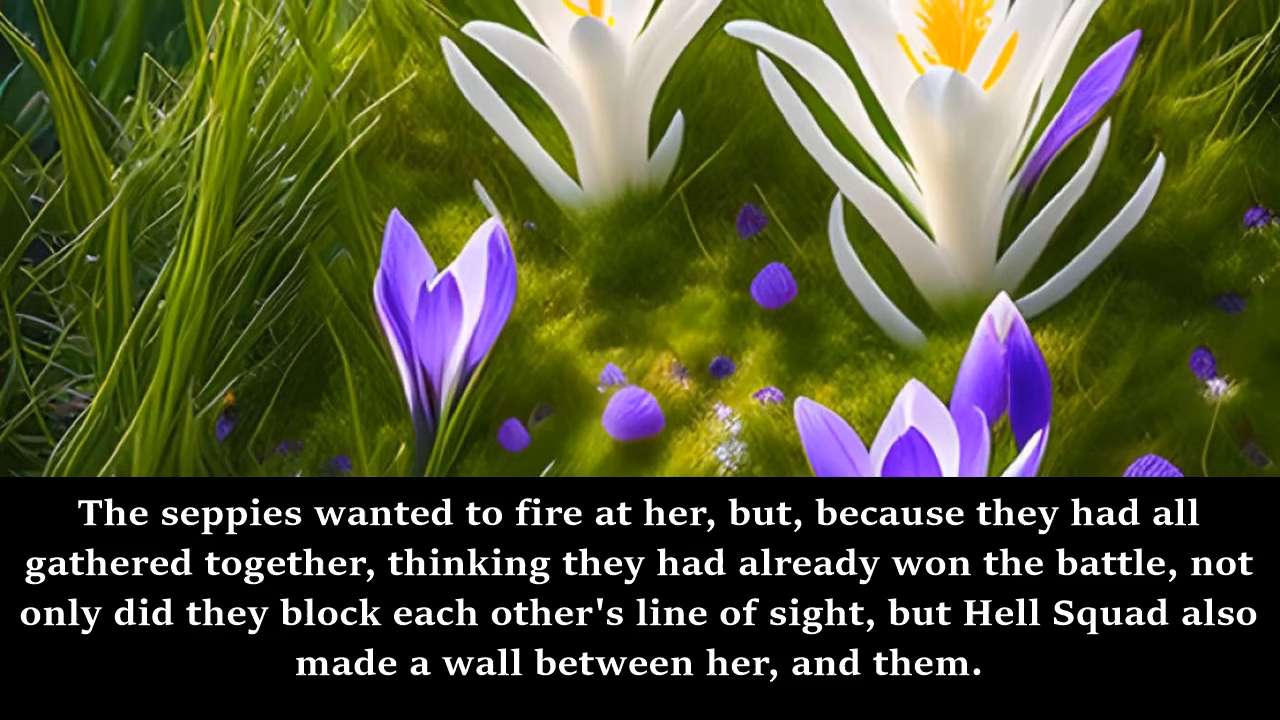 The seppies wanted to fire at her, but, because they had all
gathered together, thinking they had already won the battle, not
only did they block each other's line of sight, but Hell Squad also
made a wall between her, and them.